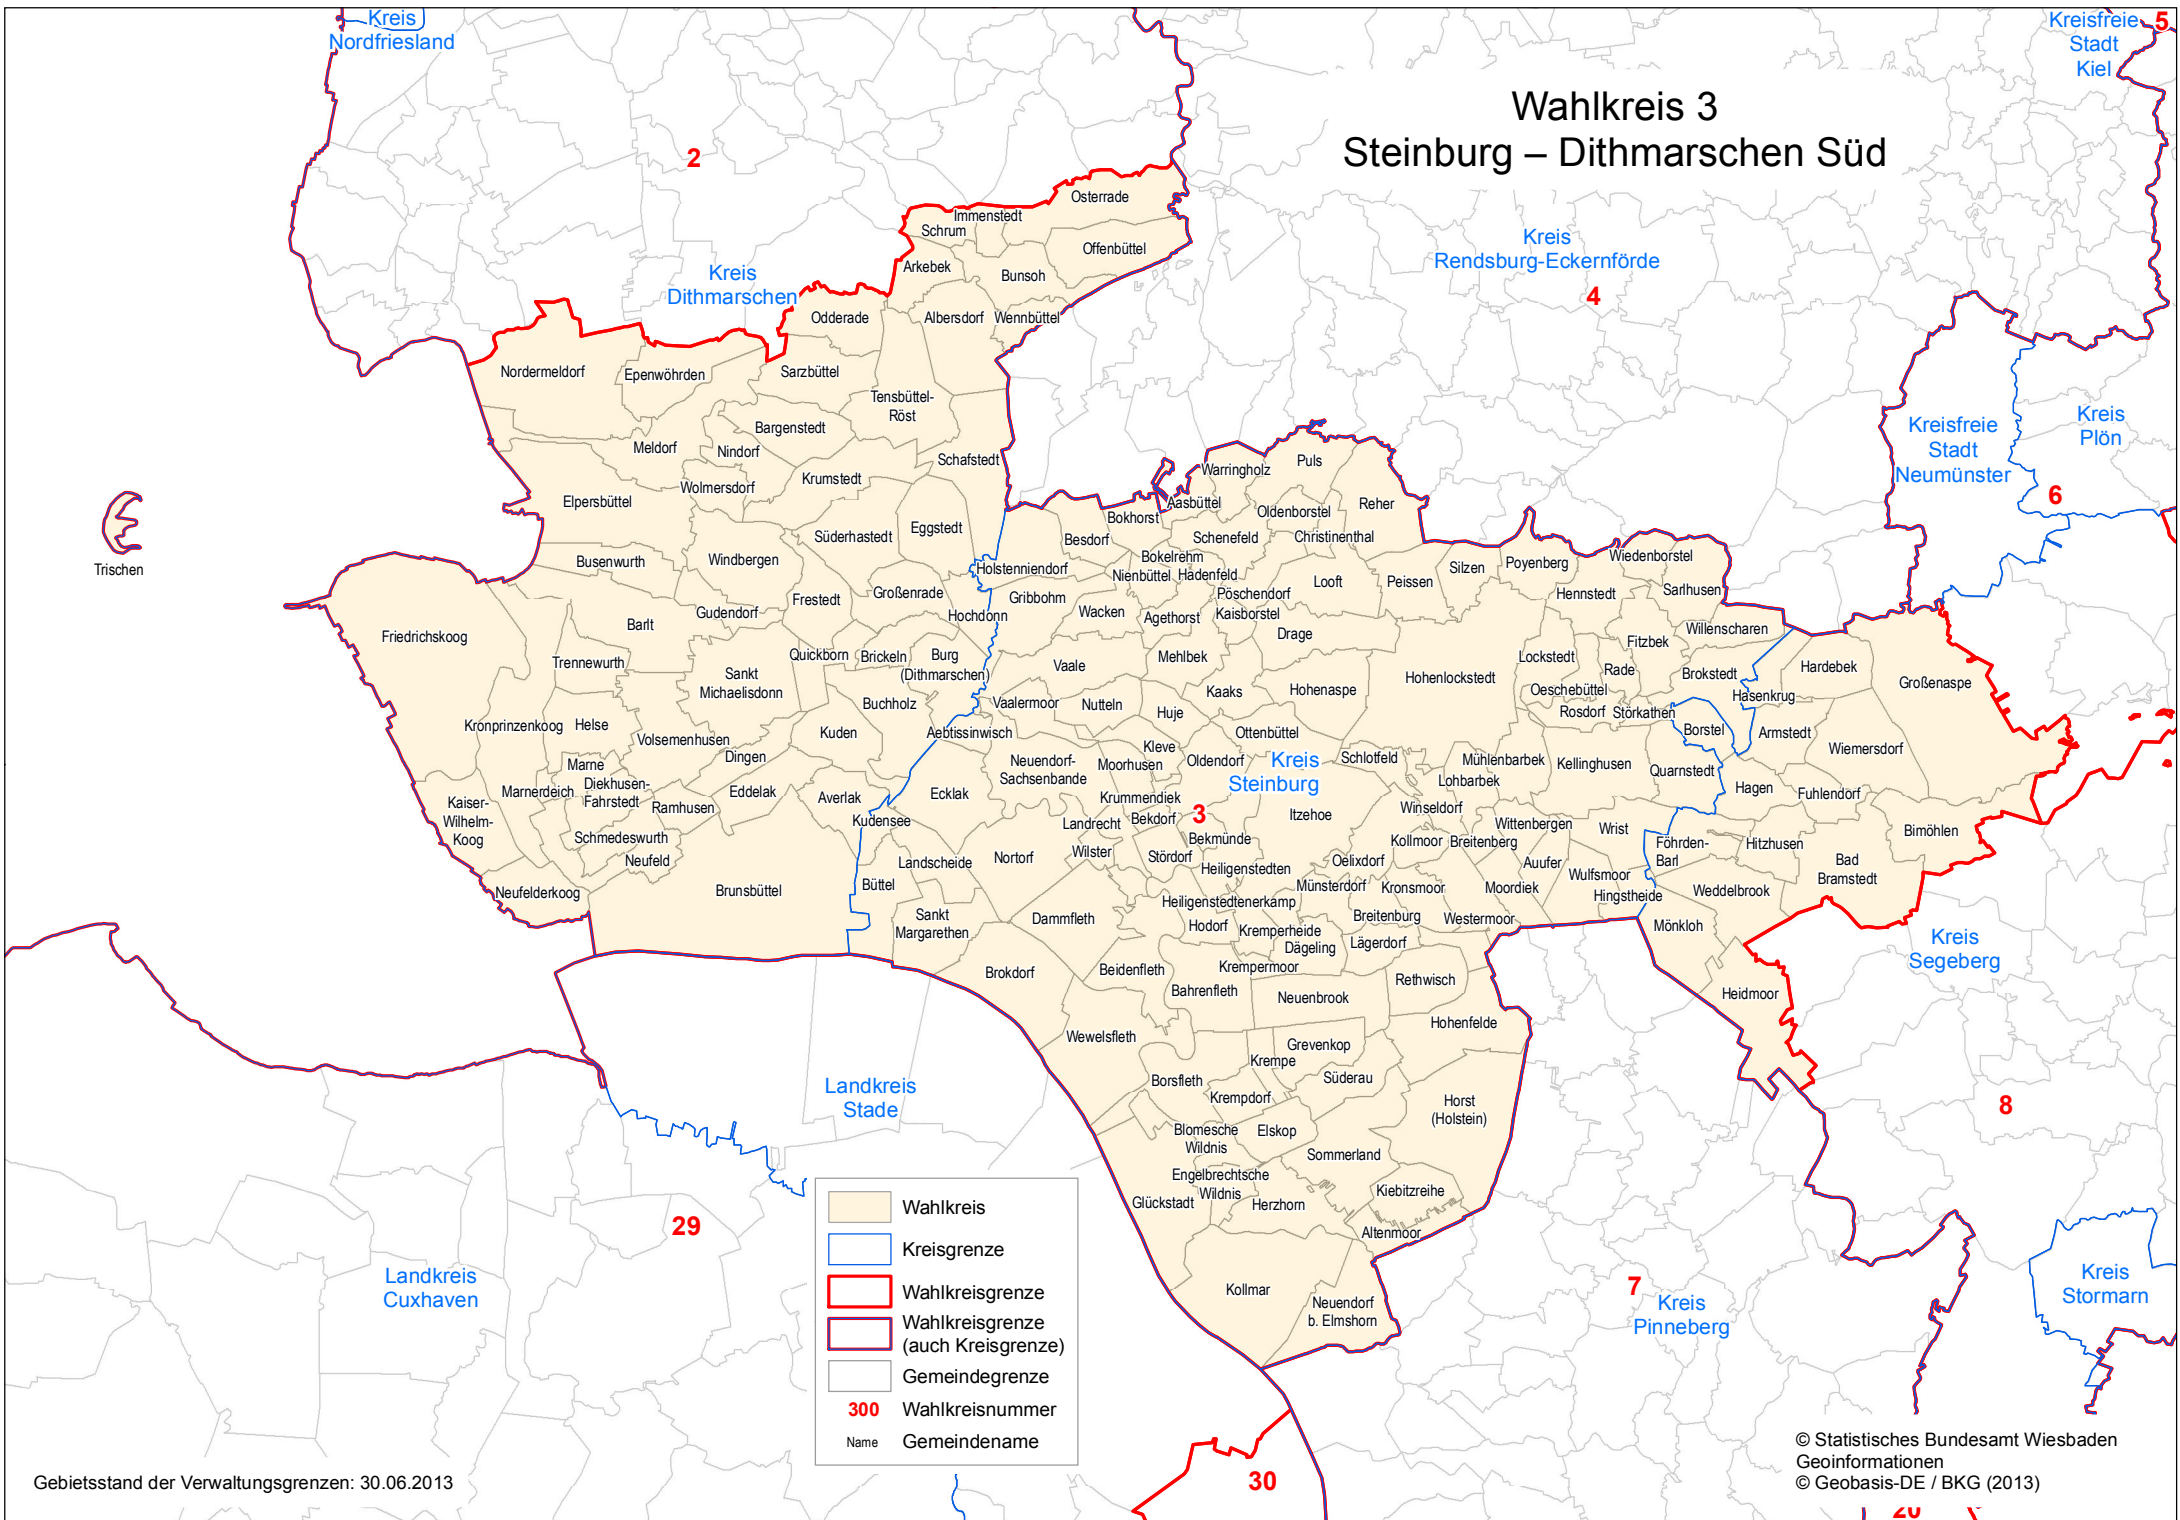 Wahlkreis 3
Steinburg – Dithmarschen Süd
Kreis
Nordfriesland
Kreisfreie
Stadt
Kiel
5
2
Kreis
Dithmarschen
Kreis
Rendsburg-Eckernförde
4
Kreisfreie
Stadt
Neumünster
Kreis
Plön
6
Osterrade
Immenstedt
Schrum
Offenbüttel
Arkebek
Bunsoh
Odderade
Albersdorf
Wennbüttel
Nordermeldorf
Epenwöhrden
Sarzbüttel
Tensbüttel-
Röst
Bargenstedt
Meldorf
Nindorf
Schafstedt
Wolmersdorf
Krumstedt
Elpersbüttel
Süderhastedt
Eggstedt
Busenwurth
Windbergen
Trischen
Friedrichskoog
Barlt
Gudendorf
Frestedt
Großenrade
Hochdonn
Trennewurth
Sankt
Michaelisdonn
Quickborn
Brickeln
Burg
(Dithmarschen)
Buchholz
Kronprinzenkoog
Helse
Volsemenhusen
Dingen
Kuden
Aebtissinwisch
Marne
Marnerdeich
Diekhusen-
Fahrstedt
Ramhusen
Eddelak
Averlak
Kaiser-
Wilhelm-
Koog
Schmedeswurth
Neufeld
Neufelderkoog
Brunsbüttel
Kudensee
Büttel
Landscheide
Sankt
Margarethen
Ecklak
Nortorf
Warringholz
Puls
Aasbüttel
Oldenborstel
Reher
Bokhorst
Besdorf
Schenefeld
Christinenthal
Bokelrehm
Holstenniendorf
Nienbüttel
Hadenfeld
Looft
Peissen
Silzen
Poyenberg
Wiedenborstel
Gribbohm
Wacken
Pöschendorf
Agethorst
Kaisborstel
Drage
Hennstedt
Sarlhusen
Fitzbek
Willenscharen
Vaale
Mehlbek
Lockstedt
Rade
Brokstedt
Hardebek
Großenaspe
Hohenlockstedt
Hohenaspe
Kaaks
Vaalermoor
Nutteln
Huje
Oeschebüttel
Rosdorf
Störkathen
Hasenkrug
Borstel
Armstedt
Wiemersdorf
Ottenbüttel
Kleve
Neuendorf-
Sachsenbande
Moorhusen
Oldendorf
Kreis
Steinburg
Schlotfeld
Mühlenbarbek
Lohbarbek
Kellinghusen
Quarnstedt
Hagen
Fuhlendorf
Krummendiek
Bekdorf
3
Itzehoe
Winseldorf
Wittenbergen
Wrist
Bimöhlen
Landrecht
Wilster
Bekmünde
Stördorf
Heiligenstedten
Oelixdorf
Kollmoor
Breitenberg
Auufer
Föhrden-
Barl
Hitzhusen
Bad
Bramstedt
Wulfsmoor
Hingstheide
Weddelbrook
Münsterdorf
Kronsmoor
Moordiek
Heiligenstedtenerkamp
Breitenburg
Westermoor
Mönkloh
Dammfleth
Hodorf
Kremperheide
Dägeling
Lägerdorf
Brokdorf
Beidenfleth
Krempermoor
Rethwisch
Bahrenfleth
Neuenbrook
Heidmoor
Kreis
Segeberg
Wewelsfleth
Hohenfelde
Grevenkop
Krempe
Süderau
Borsfleth
Krempdorf
Horst
(Holstein)
Blomesche
Wildnis
Elskop
Sommerland
Engelbrechtsche
Wildnis
Glückstadt
Herzhorn
Kiebitzreihe
Altenmoor
Kollmar
Neuendorf
b. Elmshorn
8
Landkreis
Stade
29
Landkreis
Cuxhaven
7
Kreis
Pinneberg
Kreis
Stormarn
30
20
Wahlkreis
Kreisgrenze
Wahlkreisgrenze
Wahlkreisgrenze
(auch Kreisgrenze)
Gemeindegrenze
300 Wahlkreisnummer
Name Gemeindename
Gebietsstand der Verwaltungsgrenzen: 30.06.2013
© Statistisches Bundesamt Wiesbaden
Geoinformationen
© Geobasis-DE / BKG (2013)